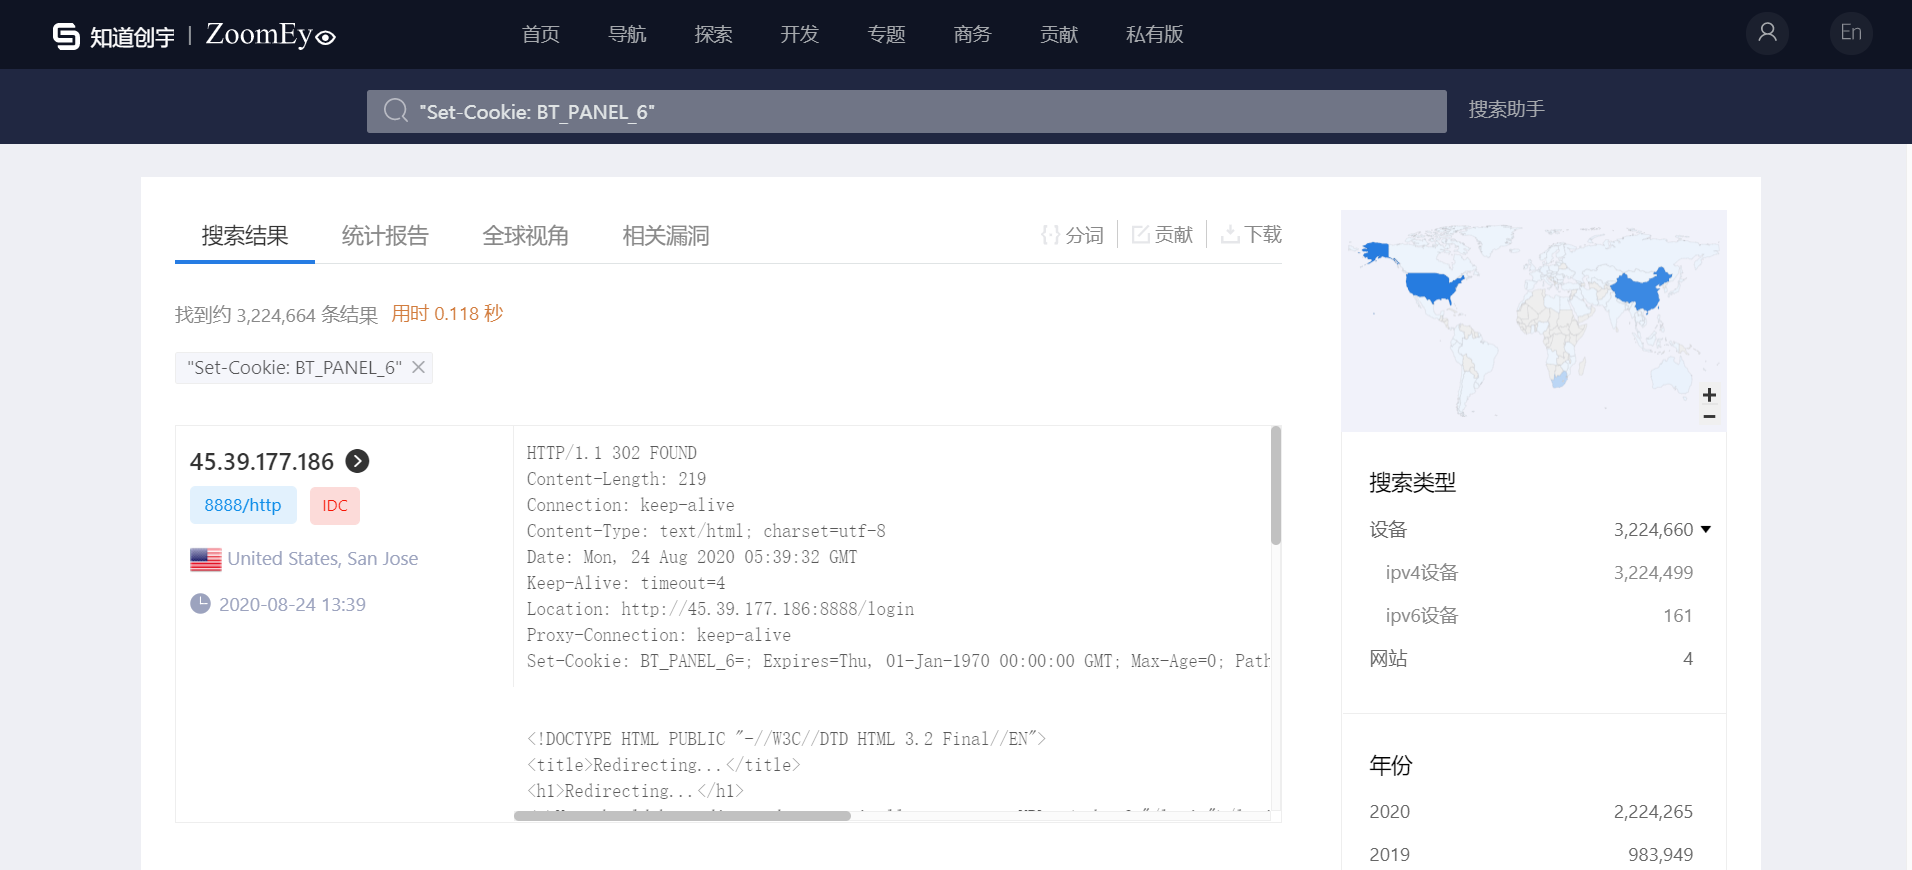 知道创宇 | ZoomEye
首页 导航 探索 开发 专题 商务 贡献 私有版
En
"Set-Cookie: BT_PANEL_6"
搜索助手
搜索结果 统计报告 全球视角 相关漏洞
分词 贡献 下载
找到约 3,224,664 条结果 用时 0.118 秒
"Set-Cookie: BT_PANEL_6"
45.39.177.186
8888/http IDC
United States, San Jose
2020-08-24 13:39
HTTP/1.1 302 FOUND
Content-Length: 219
Connection: keep-alive
Content-Type: text/html; charset=utf-8
Date: Mon, 24 Aug 2020 05:39:32 GMT
Keep-Alive: timeout=4
Location: http://45.39.177.186:8888/login
Proxy-Connection: keep-alive
Set-Cookie: BT_PANEL_6=; Expires=Thu, 01-Jan-1970 00:00:00 GMT; Max-Age=0; Path
<!DOCTYPE HTML PUBLIC "-//W3C//DTD HTML 3.2 Final//EN">
<title>Redirecting...</title>
<h1>Redirecting...</h1>
+
−
搜索类型
设备 3,224,660
ipv4设备 3,224,499
ipv6设备 161
网站 4
年份
2020 2,224,265
2019 983,949